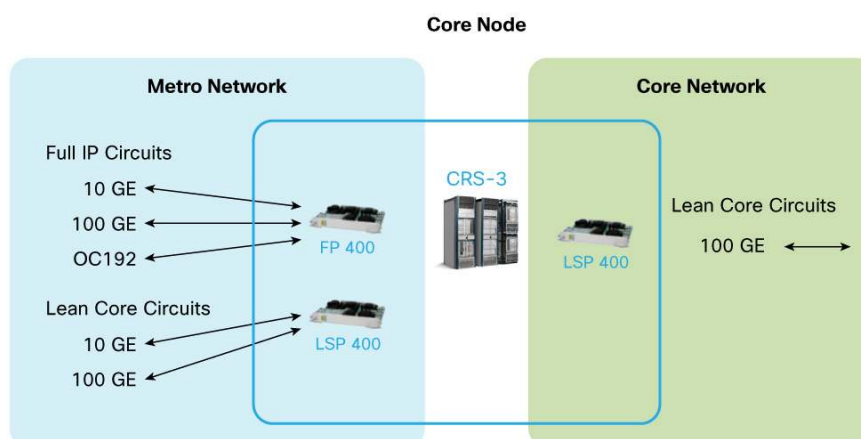 Core Node
Metro Network
Core Network
Full IP Circuits
10 GE
100 GE
OC192
FP 400
Lean Core Circuits
10 GE
100 GE
LSP 400
CRS-3
LSP 400
Lean Core Circuits
100 GE